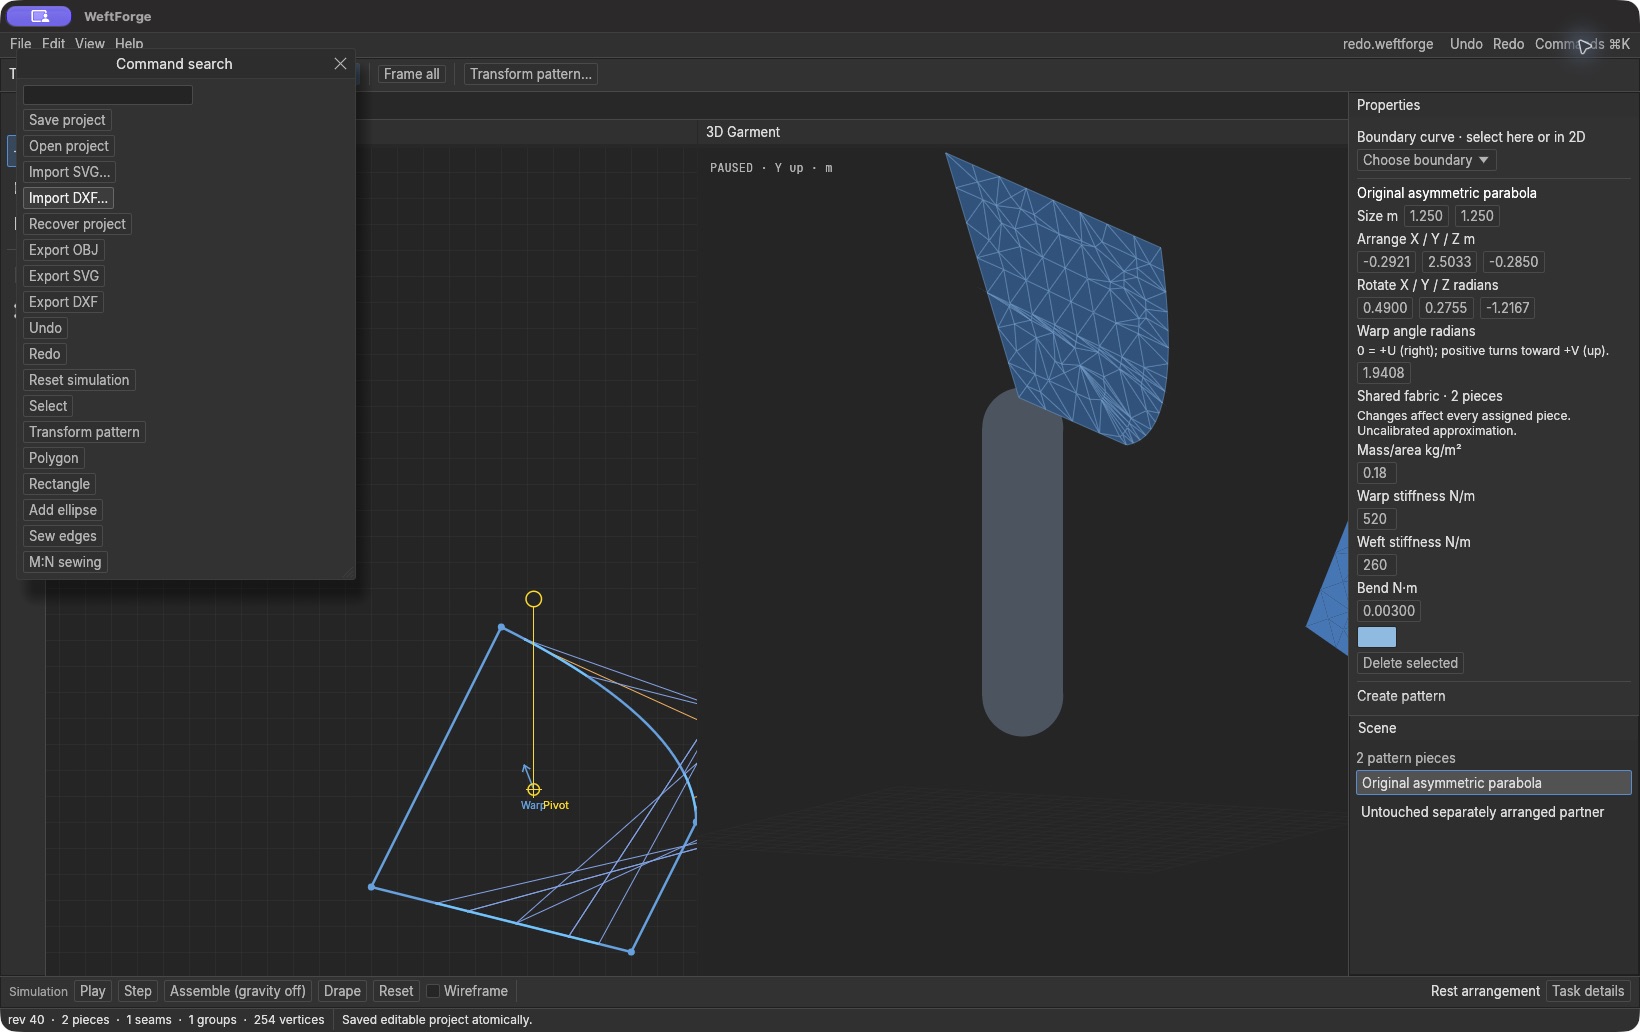 WeftForge
File Edit View Help
redo.weftforge Undo Redo Commands ⌘K
Command search
Save project
Open project
Import SVG...
Import DXF...
Recover project
Export OBJ
Export SVG
Export DXF
Undo
Redo
Reset simulation
Select
Transform pattern
Polygon
Rectangle
Add ellipse
Sew edges
M:N sewing
Frame all
Transform pattern...
3D Garment
PAUSED · Y up · m
WarpPivot
Properties
Boundary curve · select here or in 2D
Choose boundary
Original asymmetric parabola
Size m 1.250 1.250
Arrange X / Y / Z m
-0.2921 2.5033 -0.2850
Rotate X / Y / Z radians
0.4900 0.2755 -1.2167
Warp angle radians
0 = +U (right); positive turns toward +V (up).
1.9408
Shared fabric · 2 pieces
Changes affect every assigned piece.
Uncalibrated approximation.
Mass/area kg/m²
0.18
Warp stiffness N/m
520
Weft stiffness N/m
260
Bend N·m
0.00300
Delete selected
Create pattern
Scene
2 pattern pieces
Original asymmetric parabola
Untouched separately arranged partner
Simulation Play Step Assemble (gravity off) Drape Reset Wireframe
Rest arrangement Task details
rev 40 · 2 pieces · 1 seams · 1 groups · 254 vertices Saved editable project atomically.